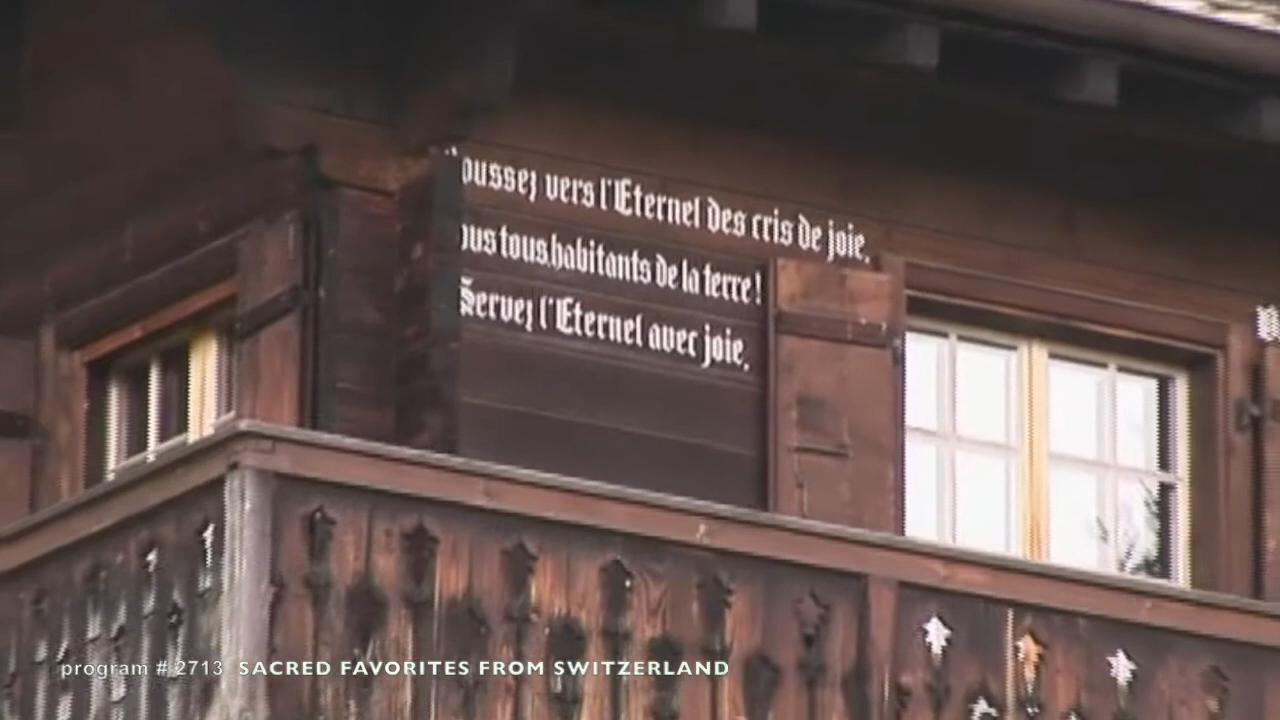 oussez vers l'Eternel des cris de joie,
ous tous habitants de la terre!
Servez l'Eternel avec joie,
program # 2713 SACRED FAVORITES FROM SWITZERLAND